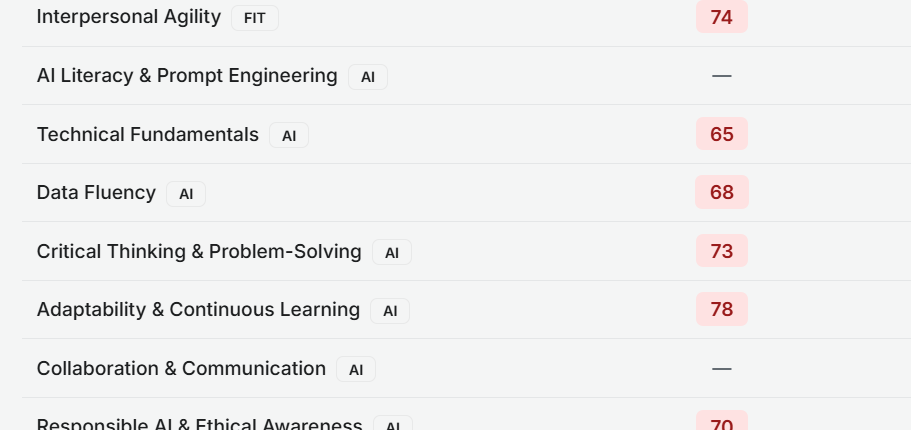 Interpersonal Agility FIT 74
AI Literacy & Prompt Engineering AI —
Technical Fundamentals AI 65
Data Fluency AI 68
Critical Thinking & Problem-Solving AI 73
Adaptability & Continuous Learning AI 78
Collaboration & Communication AI —
Responsible AI & Ethical Awareness AI 70